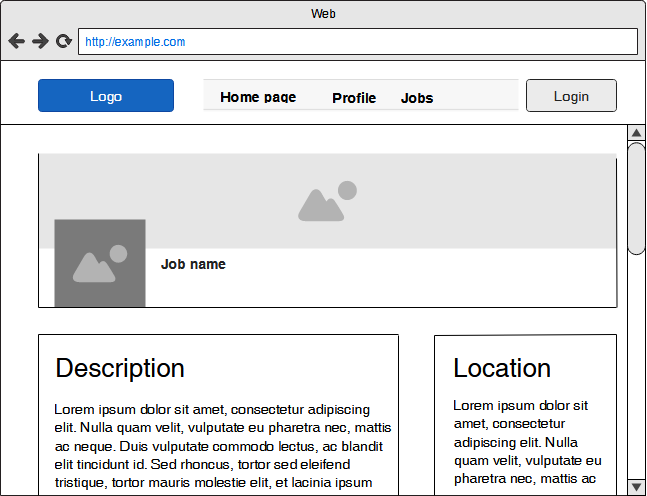 Web
http://example.com
Logo
Home page Profile Jobs
Login
Job name
Description
Lorem ipsum dolor sit amet, consectetur adipiscing
elit. Nulla quam velit, vulputate eu pharetra nec, mattis
ac neque. Duis vulputate commodo lectus, ac blandit
elit tincidunt id. Sed rhoncus, tortor sed eleifend
tristique, tortor mauris molestie elit, et lacinia ipsum
Location
Lorem ipsum dolor sit
amet, consectetur
adipiscing elit. Nulla
quam velit, vulputate eu
pharetra nec, mattis ac